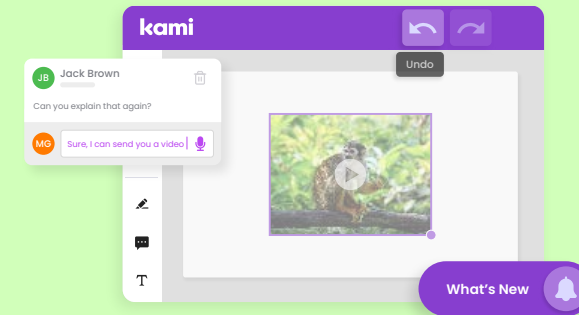 kami
Undo
JB
Jack Brown
Can you explain that again?
MG
Sure, I can send you a video
T
What's New